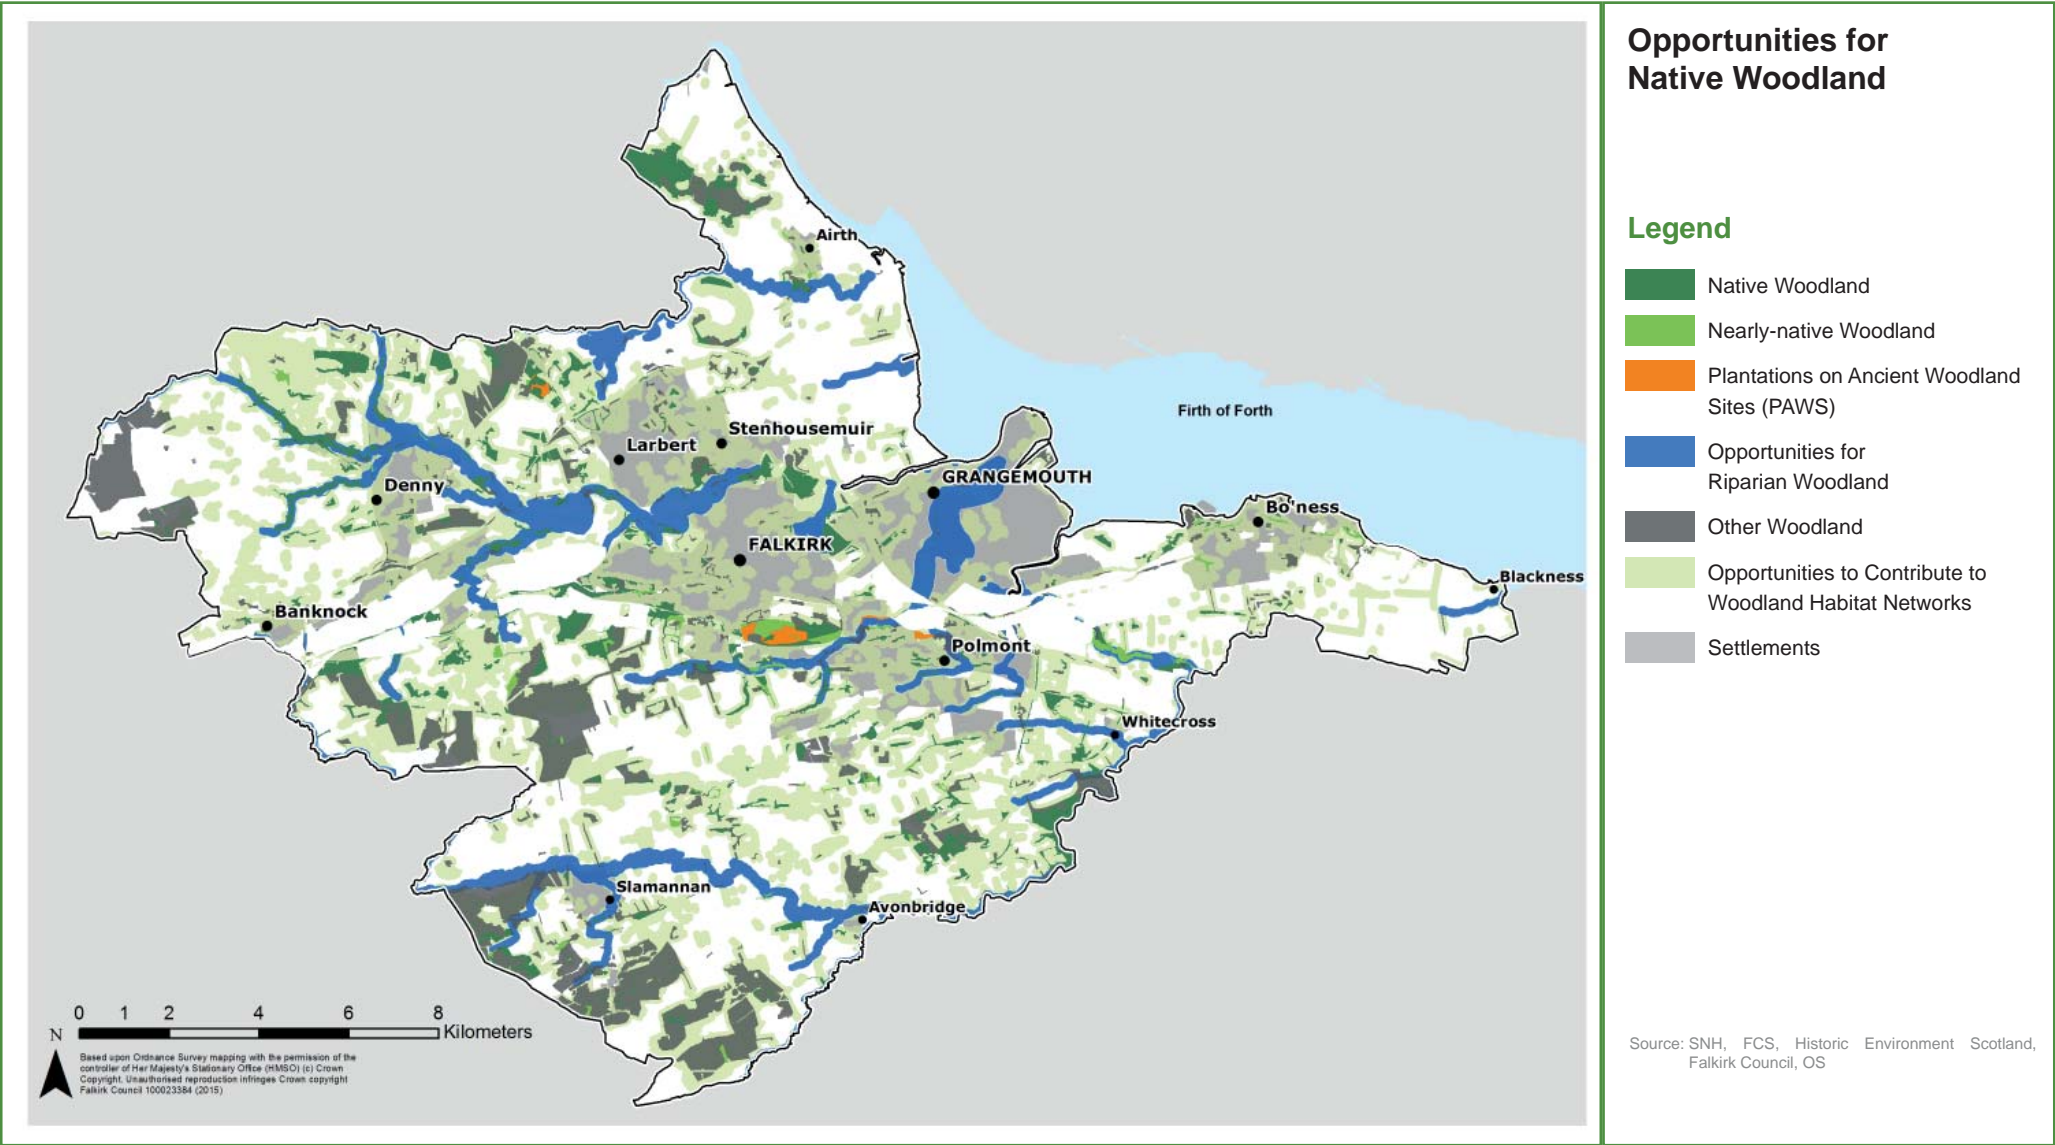 Opportunities for
Native Woodland
Legend
Native Woodland
Nearly-native Woodland
Plantations on Ancient Woodland
Sites (PAWS)
Opportunities for
Riparian Woodland
Other Woodland
Opportunities to Contribute to
Woodland Habitat Networks
Settlements
Source: SNH, FCS, Historic Environment Scotland,
Falkirk Council, OS
Airth
Firth of Forth
Stenhousemuir
Larbert
GRANGEMOUTH
Denny
Bo'ness
FALKIRK
Blackness
Banknock
Polmont
Whitecross
Slamannan
Avonbridge
0 1 2 4 6 8
Kilometers
N
Based upon Ordnance Survey mapping with the permission of the
controller of Her Majesty's Stationary Office (HMSO) (c) Crown
Copyright. Unauthorised reproduction infringes Crown copyright
Falkirk Council 100023384 (2015)